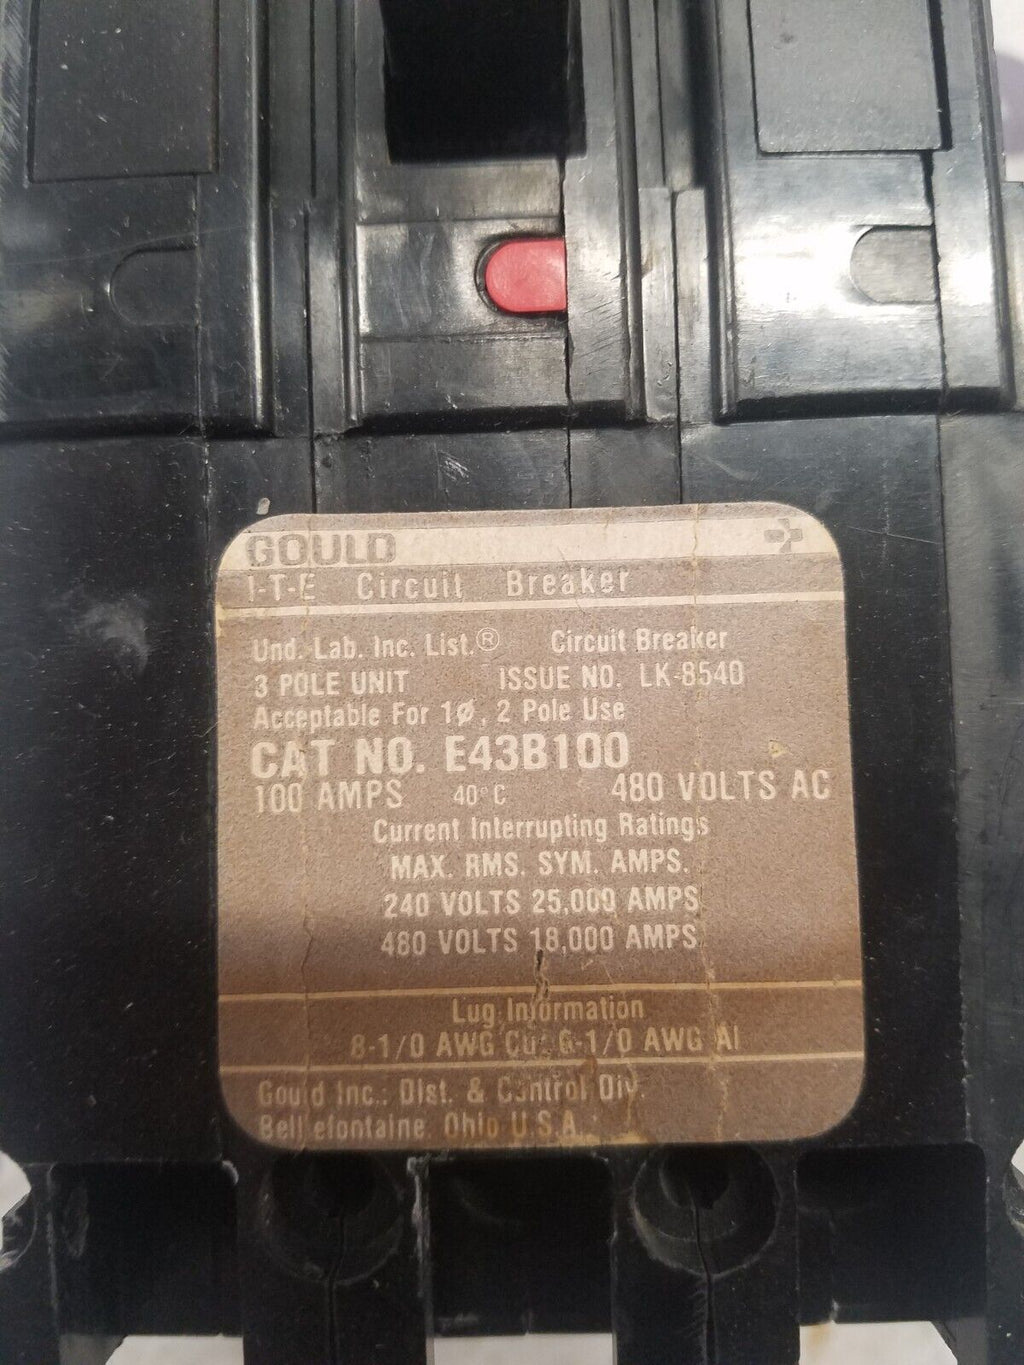 GOULD
I-T-E Circuit Breaker
Und. Lab. Inc. List.® Circuit Breaker
3 POLE UNIT ISSUE NO. LK-8540
Acceptable For 1ø, 2 Pole Use
CAT NO. E43B100
100 AMPS 40°C 480 VOLTS AC
Current Interrupting Ratings
MAX. RMS. SYM. AMPS.
240 VOLTS 25,000 AMPS
480 VOLTS 18,000 AMPS
Lug Information
8-1/0 AWG Cu, 6-1/0 AWG Al
Gould Inc.: Dist. & Control Div.
Bellefontaine, Ohio U.S.A.